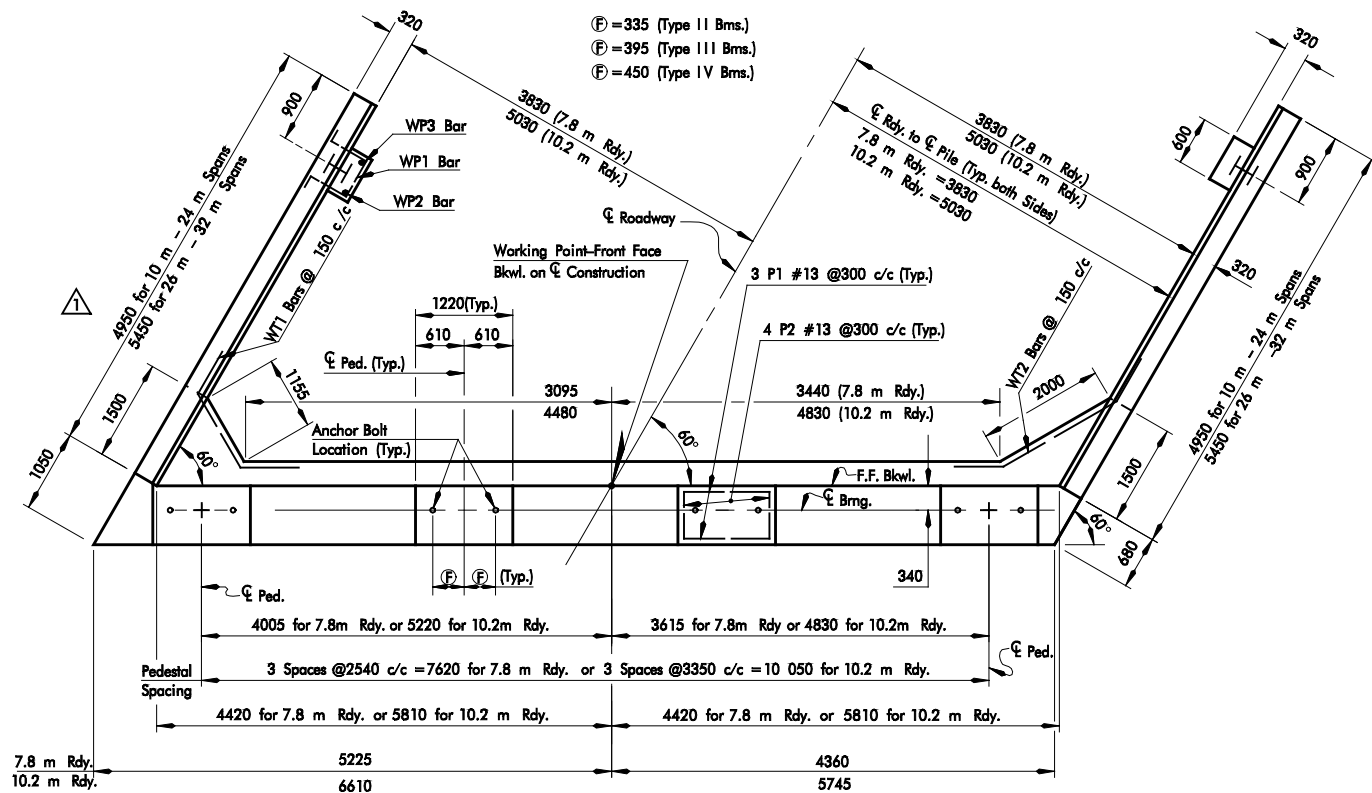 320
Ⓕ =335 (Type II Bms.)
Ⓕ =395 (Type III Bms.)
Ⓕ =450 (Type IV Bms.)
320
900
WP3 Bar
WP1 Bar
WP2 Bar
3830 (7.8 m Rdy.)
5030 (10.2 m Rdy.)
3830 (7.8 m Rdy.)
5030 (10.2 m Rdy.)
℄ Rdy. to ℄ Pile (Typ. both Sides)
7.8 m Rdy. =3830
10.2 m Rdy. =5030
600
900
4950 for 10 m - 24 m Spans
5450 for 26 m - 32 m Spans
1
WT1 Bars @ 150 c/c
℄ Roadway
Working Point-Front Face
Bkwl. on ℄ Construction
3 P1 #13 @300 c/c (Typ.)
320
1220(Typ.)
610
610
4 P2 #13 @300 c/c (Typ.)
WT2 Bars @ 150 c/c
4950 for 10 m - 24 m Spans
5450 for 26 m -32 m Spans
℄ Ped. (Typ.)
1155
3095
4480
3440 (7.8 m Rdy.)
4830 (10.2 m Rdy.)
2000
1500
1050
Anchor Bolt
Location (Typ.)
60°
60°
1500
F.F. Bkwl.
℄ Brng.
60°
680
Ⓕ
Ⓕ
(Typ.)
340
℄ Ped.
4005 for 7.8m Rdy. or 5220 for 10.2m Rdy.
3615 for 7.8m Rdy or 4830 for 10.2m Rdy.
℄ Ped.
Pedestal
Spacing
3 Spaces @2540 c/c =7620 for 7.8 m Rdy. or 3 Spaces @3350 c/c =10 050 for 10.2 m Rdy.
4420 for 7.8 m Rdy. or 5810 for 10.2 m Rdy.
4420 for 7.8 m Rdy. or 5810 for 10.2 m Rdy.
7.8 m Rdy.
10.2 m Rdy.
5225
6610
4360
5745